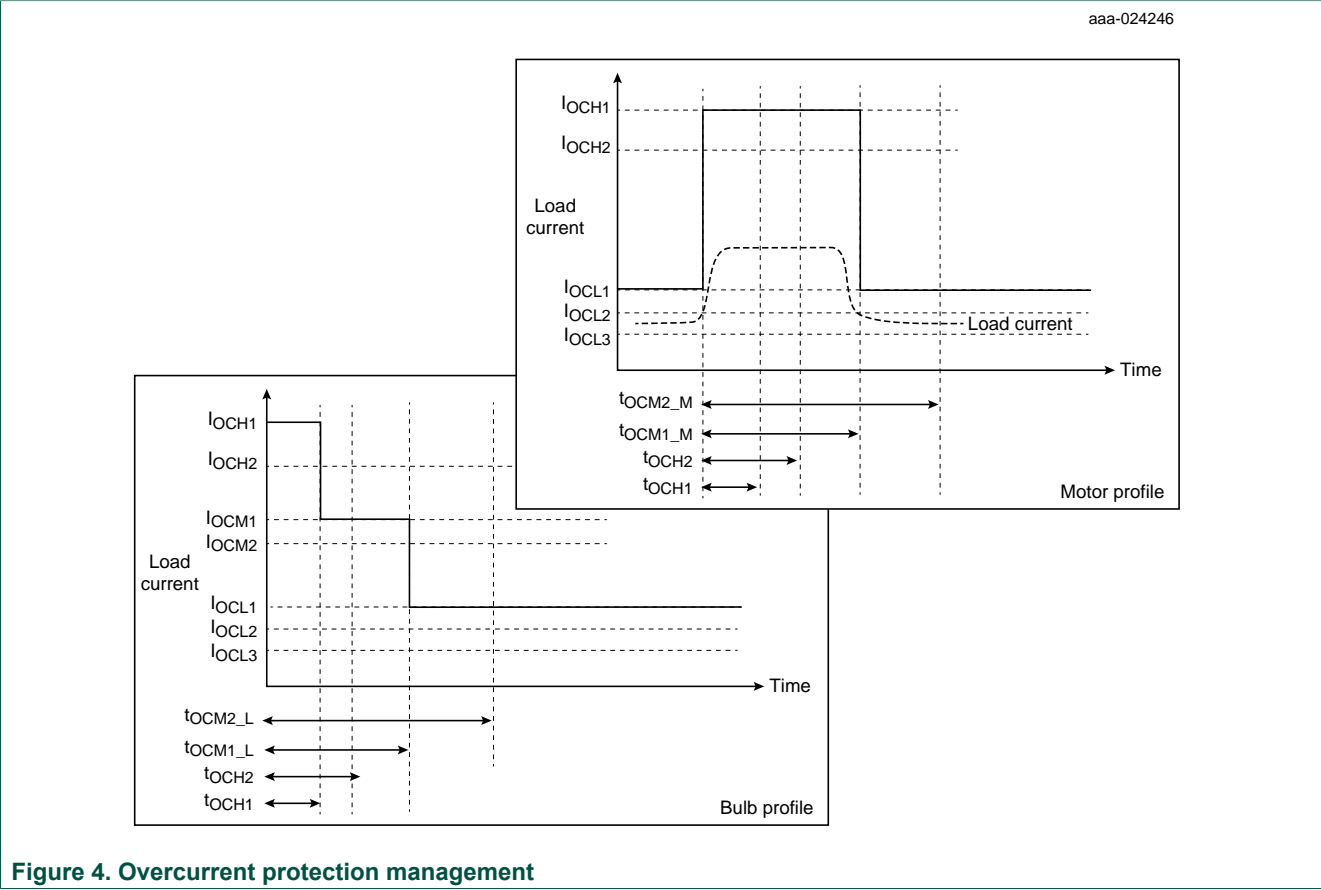 aaa-024246
IOCH1
IOCH2
Load
current
IOCL1
IOCL2
Load current
IOCL3
Time
tOCM2_M
tOCM1_M
tOCH2
tOCH1
Motor profile
IOCH1
IOCH2
IOCM1
IOCM2
Load
current
IOCL1
IOCL2
IOCL3
Time
tOCM2_L
tOCM1_L
tOCH2
tOCH1
Bulb profile
Figure 4. Overcurrent protection management